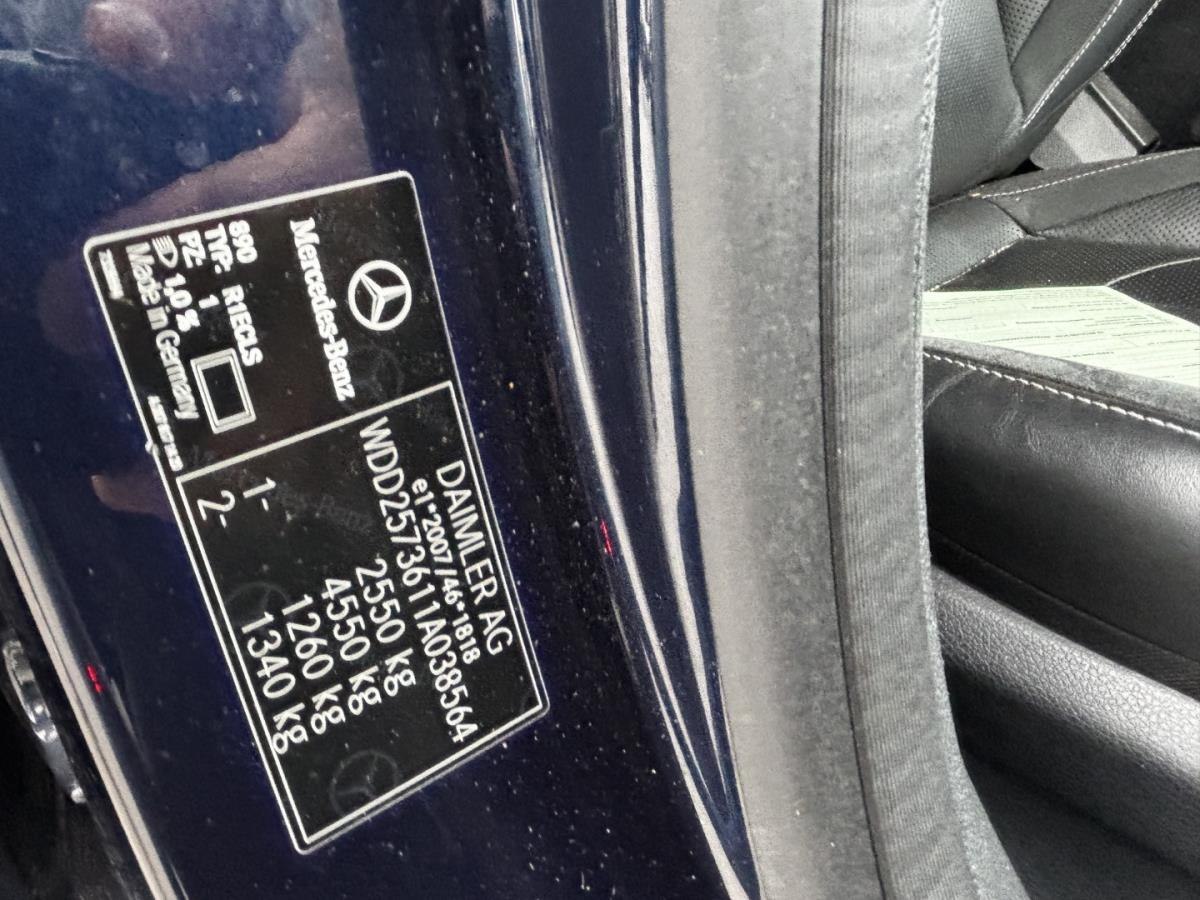 Mercedes-Benz
890
TYP: RIECLS
PZ: 1
1,0 %
Made in Germany
DAIMLER AG
e1*2007/46*1818
WDD2573611A038564
2550 kg
4550 kg
1- 1260 kg
2- 1340 kg